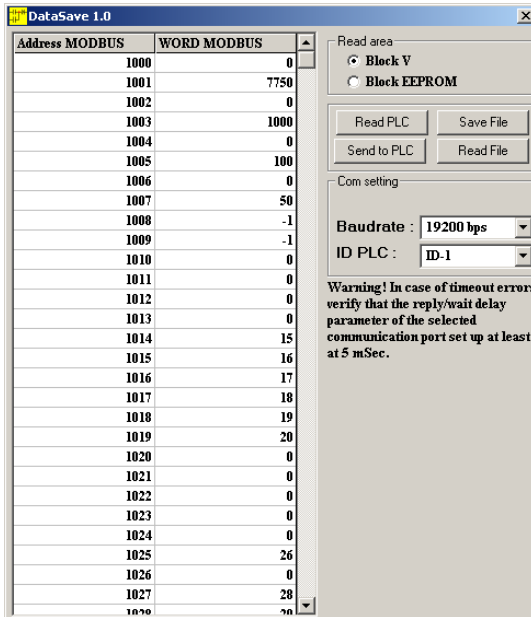 DataSave 1.0
Address MODBUS WORD MODBUS
1000 0
1001 7750
1002 0
1003 1000
1004 0
1005 100
1006 0
1007 50
1008 -1
1009 -1
1010 0
1011 0
1012 0
1013 0
1014 15
1015 16
1016 17
1017 18
1018 19
1019 20
1020 0
1021 0
1022 0
1023 0
1024 0
1025 26
1026 0
1027 28
Read area
Block V
Block EEPROM
Read PLC Save File
Send to PLC Read File
Com setting
Baudrate : 19200 bps
ID PLC : ID-1
Warning! In case of timeout errors
verify that the reply/wait delay
parameter of the selected
communication port set up at least
at 5 mSec.